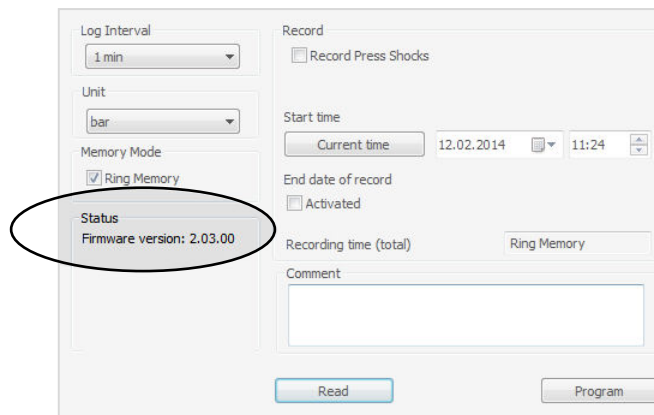 Log Interval
1 min
Unit
bar
Memory Mode
Ring Memory
Status
Firmware version: 2.03.00
Record
Record Press Shocks
Start time
Current time 12.02.2014 11:24
End date of record
Activated
Recording time (total) Ring Memory
Comment
Read Program